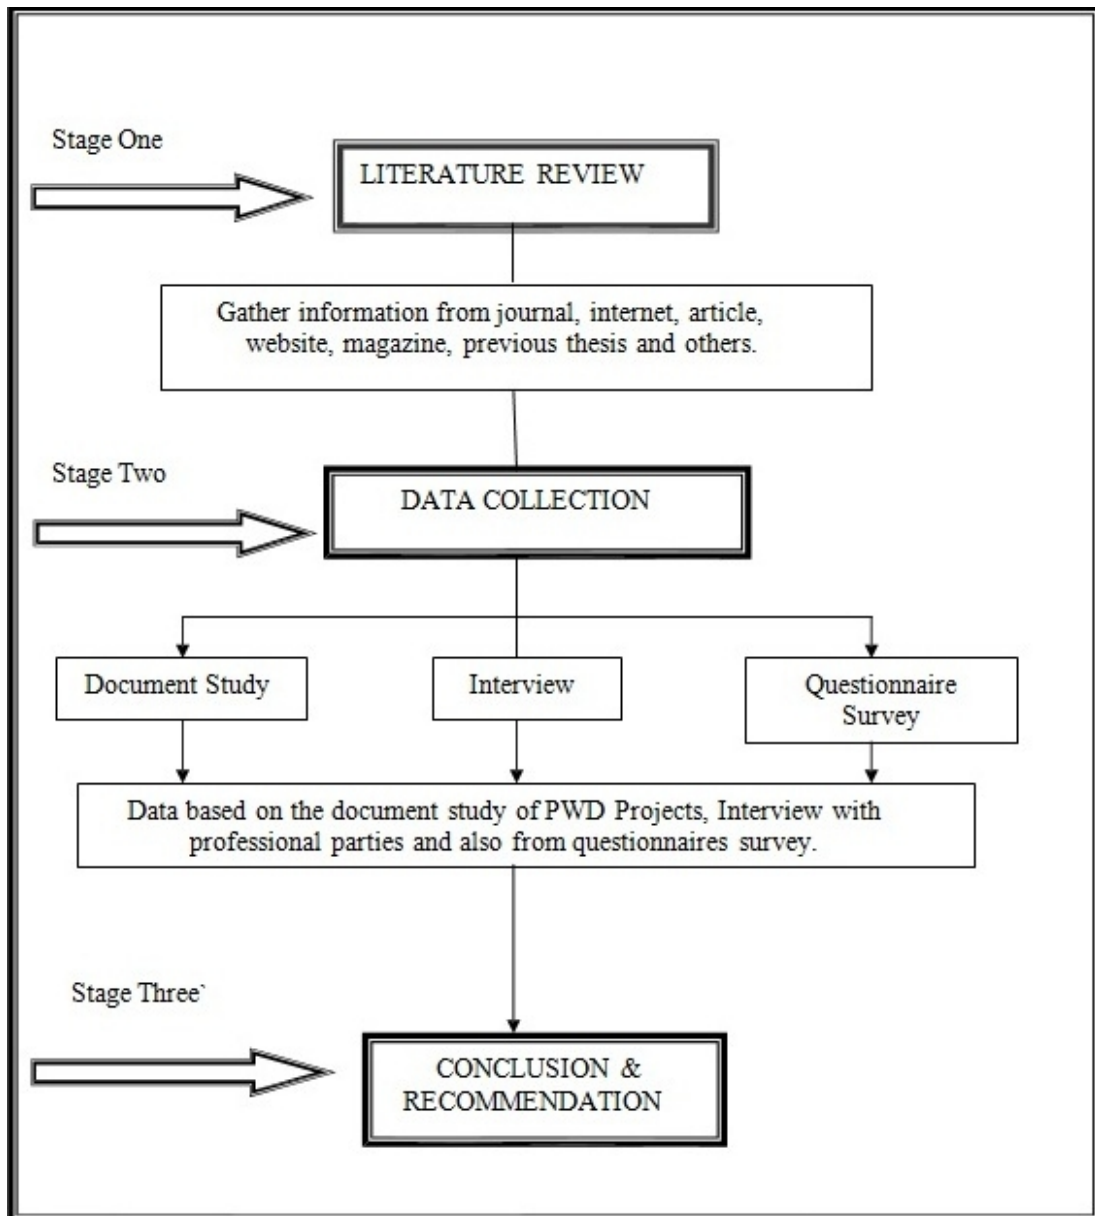 Stage One
LITERATURE REVIEW
Gather information from journal, internet, article,
website, magazine, previous thesis and others.
Stage Two
DATA COLLECTION
Document Study
Interview
Questionnaire
Survey
Data based on the document study of PWD Projects, Interview with
professional parties and also from questionnaires survey.
Stage Three`
CONCLUSION &
RECOMMENDATION